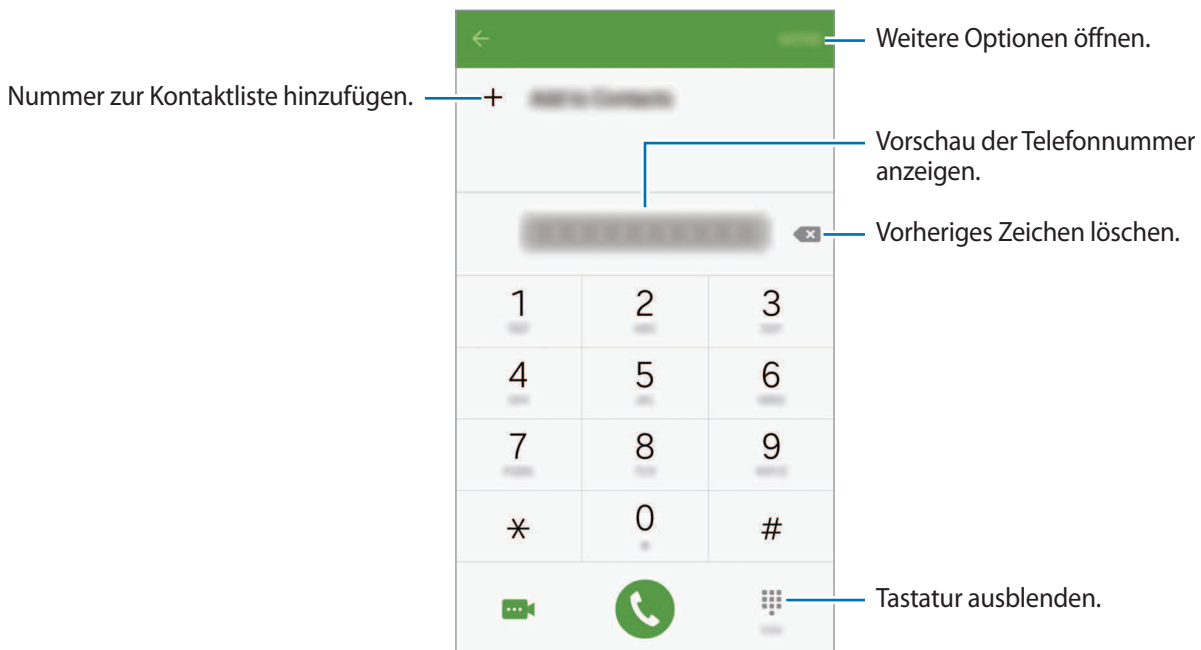 Weitere Optionen öffnen.
Nummer zur Kontaktliste hinzufügen.
Vorschau der Telefonnummer
anzeigen.
Vorheriges Zeichen löschen.
1 2 3
4 5 6
7 8 9
* 0 #
Tastatur ausblenden.